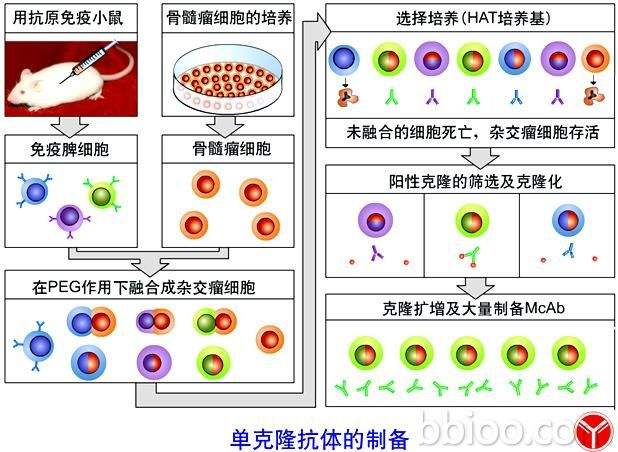 用抗原免疫小鼠
骨髓瘤细胞的培养
免疫脾细胞
骨髓瘤细胞
在PEG作用下融合成杂交瘤细胞
选择培养(HAT培养基)
未融合的细胞死亡，杂交瘤细胞存活
阳性克隆的筛选及克隆化
克隆扩增及大量制备McAb
单克隆抗体的制备
bbioo.co